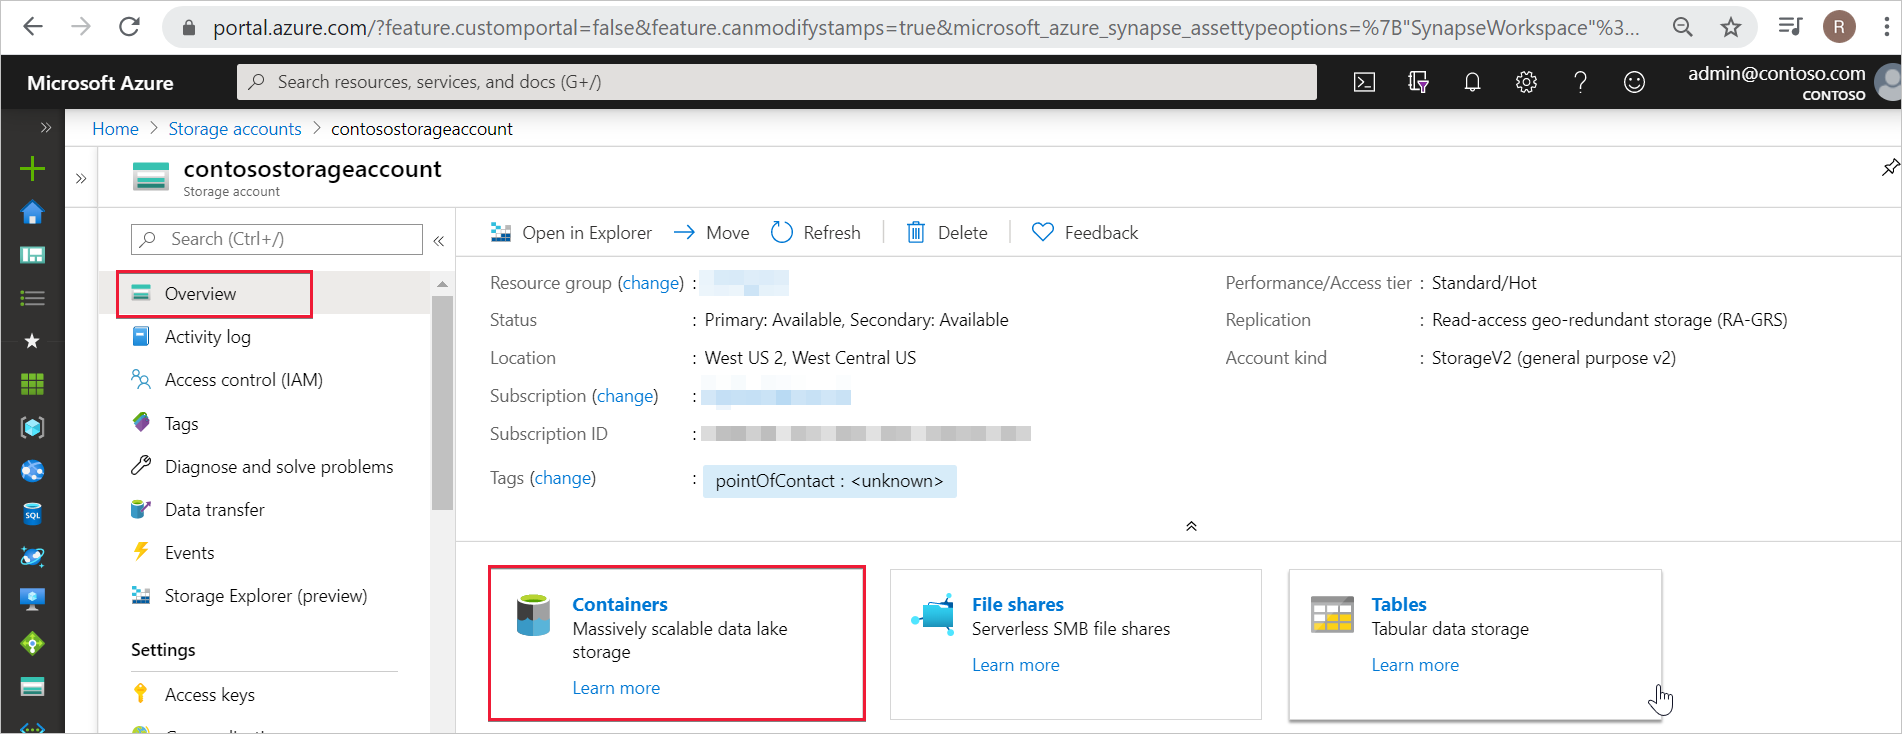 portal.azure.com/?feature.customportal=false&feature.canmodifystamps=true&microsoft_azure_synapse_assettypeoptions=%7B"SynapseWorkspace"%3...
R
Microsoft Azure
Search resources, services, and docs (G+/)
admin@contoso.com
CONTOSO
Home > Storage accounts > contosostorageaccount
contosostorageaccount
Storage account
Search (Ctrl+/)
Overview
Activity log
Access control (IAM)
Tags
Diagnose and solve problems
Data transfer
Events
Storage Explorer (preview)
Settings
Access keys
SQL
Open in Explorer
Move
Refresh
Delete
Feedback
Resource group (change) :
Status : Primary: Available, Secondary: Available
Location : West US 2, West Central US
Subscription (change) :
Subscription ID :
Tags (change) : pointOfContact : <unknown>
Performance/Access tier : Standard/Hot
Replication : Read-access geo-redundant storage (RA-GRS)
Account kind : StorageV2 (general purpose v2)
Containers
Massively scalable data lake
storage
Learn more
File shares
Serverless SMB file shares
Learn more
Tables
Tabular data storage
Learn more